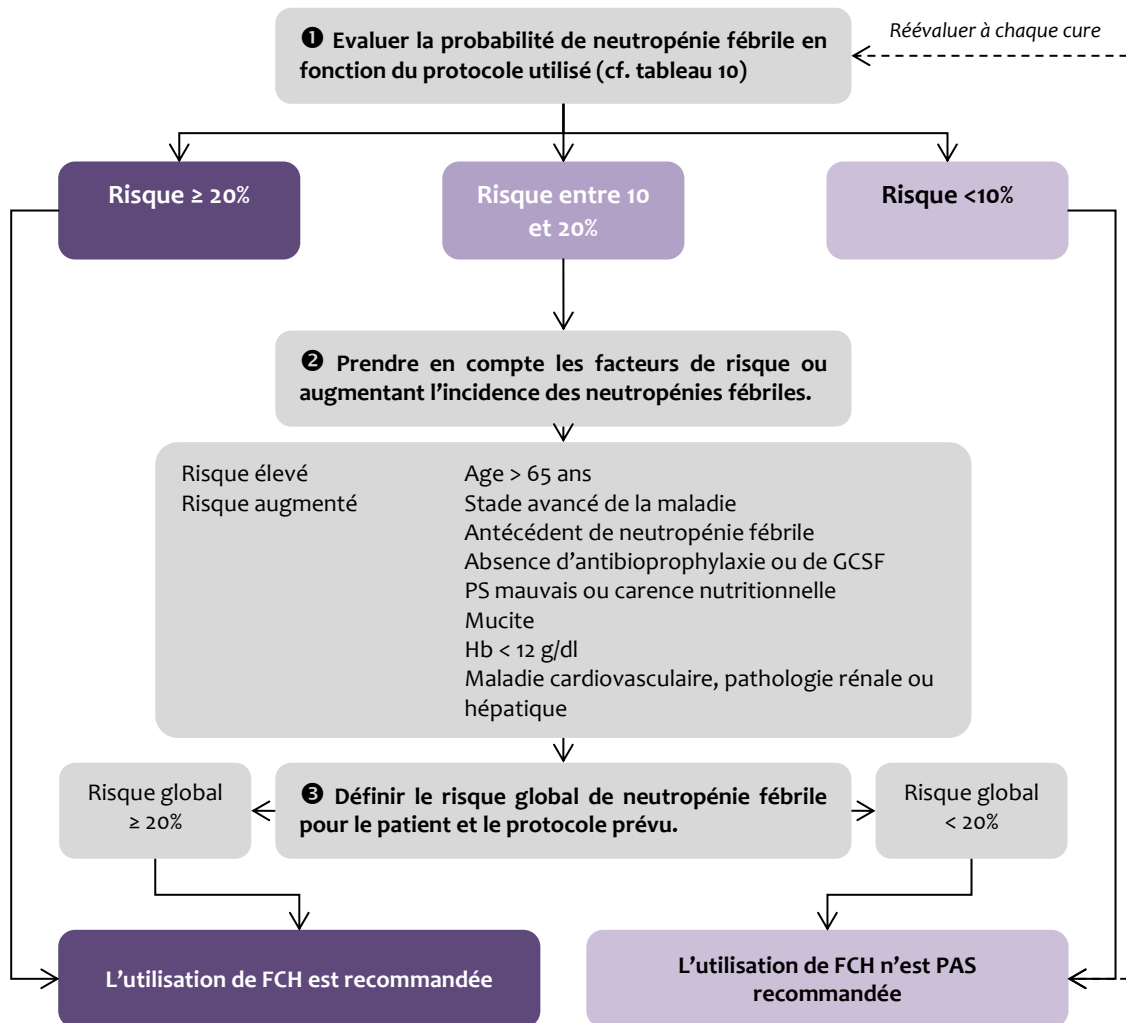 Réévaluer à chaque cure
❶ Evaluer la probabilité de neutropénie fébrile en
fonction du protocole utilisé (cf. tableau 10)
Risque ≥ 20%
Risque entre 10
et 20%
Risque <10%
❷ Prendre en compte les facteurs de risque ou
augmentant l'incidence des neutropénies fébriles.
Risque élevé
Risque augmenté
Age > 65 ans
Stade avancé de la maladie
Antécédent de neutropénie fébrile
Absence d'antibioprophylaxie ou de GCSF
PS mauvais ou carence nutritionnelle
Mucite
Hb < 12 g/dl
Maladie cardiovasculaire, pathologie rénale ou
hépatique
Risque global
≥ 20%
❸ Définir le risque global de neutropénie fébrile
pour le patient et le protocole prévu.
Risque global
< 20%
L'utilisation de FCH est recommandée
L'utilisation de FCH n'est PAS
recommandée